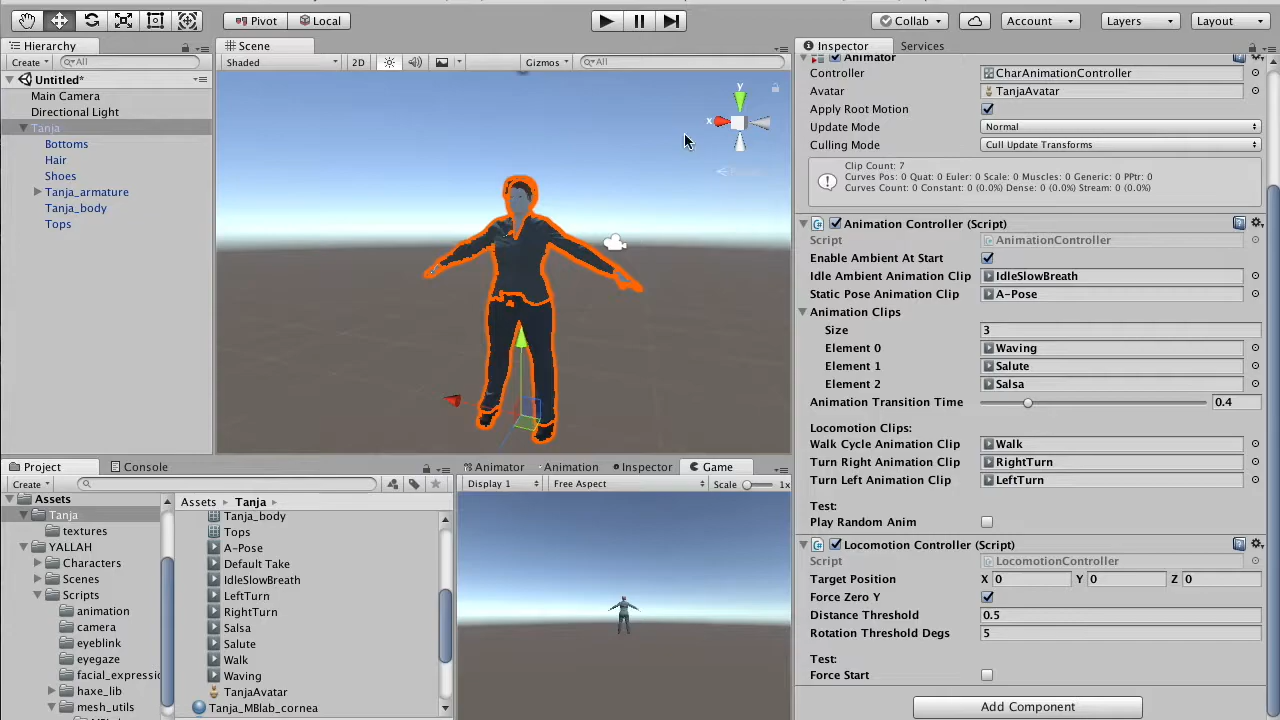 Pivot Local Collab Account Layers Layout
Hierarchy
Create All
Untitled*
Main Camera
Directional Light
Tanja
Bottoms
Hair
Shoes
Tanja_armature
Tanja_body
Tops
Scene
Shaded 2D Gizmos All
y
x
Inspector Services
Animator
Controller CharAnimationController
Avatar TanjaAvatar
Apply Root Motion
Update Mode Normal
Culling Mode Cull Update Transforms
Clip Count: 7
Curves Pos: 0 Quat: 0 Euler: 0 Scale: 0 Muscles: 0 Generic: 0 PPtr: 0
Curves Count: 0 Constant: 0 (0.0%) Dense: 0 (0.0%) Stream: 0 (0.0%)
Animation Controller (Script)
Script AnimationController
Enable Ambient At Start
Idle Ambient Animation Clip IdleSlowBreath
Static Pose Animation Clip A-Pose
Animation Clips
Size 3
Element 0 Waving
Element 1 Salute
Element 2 Salsa
Animation Transition Time 0.4
Locomotion Clips:
Walk Cycle Animation Clip Walk
Turn Right Animation Clip RightTurn
Turn Left Animation Clip LeftTurn
Test:
Play Random Anim
Locomotion Controller (Script)
Script LocomotionController
Target Position X 0 Y 0 Z 0
Force Zero Y
Distance Threshold 0.5
Rotation Threshold Degs 5
Test:
Force Start
Add Component
Project Console
Create
Assets
Tanja
textures
YALLAH
Characters
Scenes
Scripts
animation
camera
eyeblink
eyegaze
facial_expressio
haxe_lib
mesh_utils
Assets Tanja
Tanja_body
Tops
A-Pose
Default Take
IdleSlowBreath
LeftTurn
RightTurn
Salsa
Salute
Walk
Waving
TanjaAvatar
Tanja_MBlab_cornea
Animator Animation Inspector Game
Display 1 Free Aspect Scale 1x